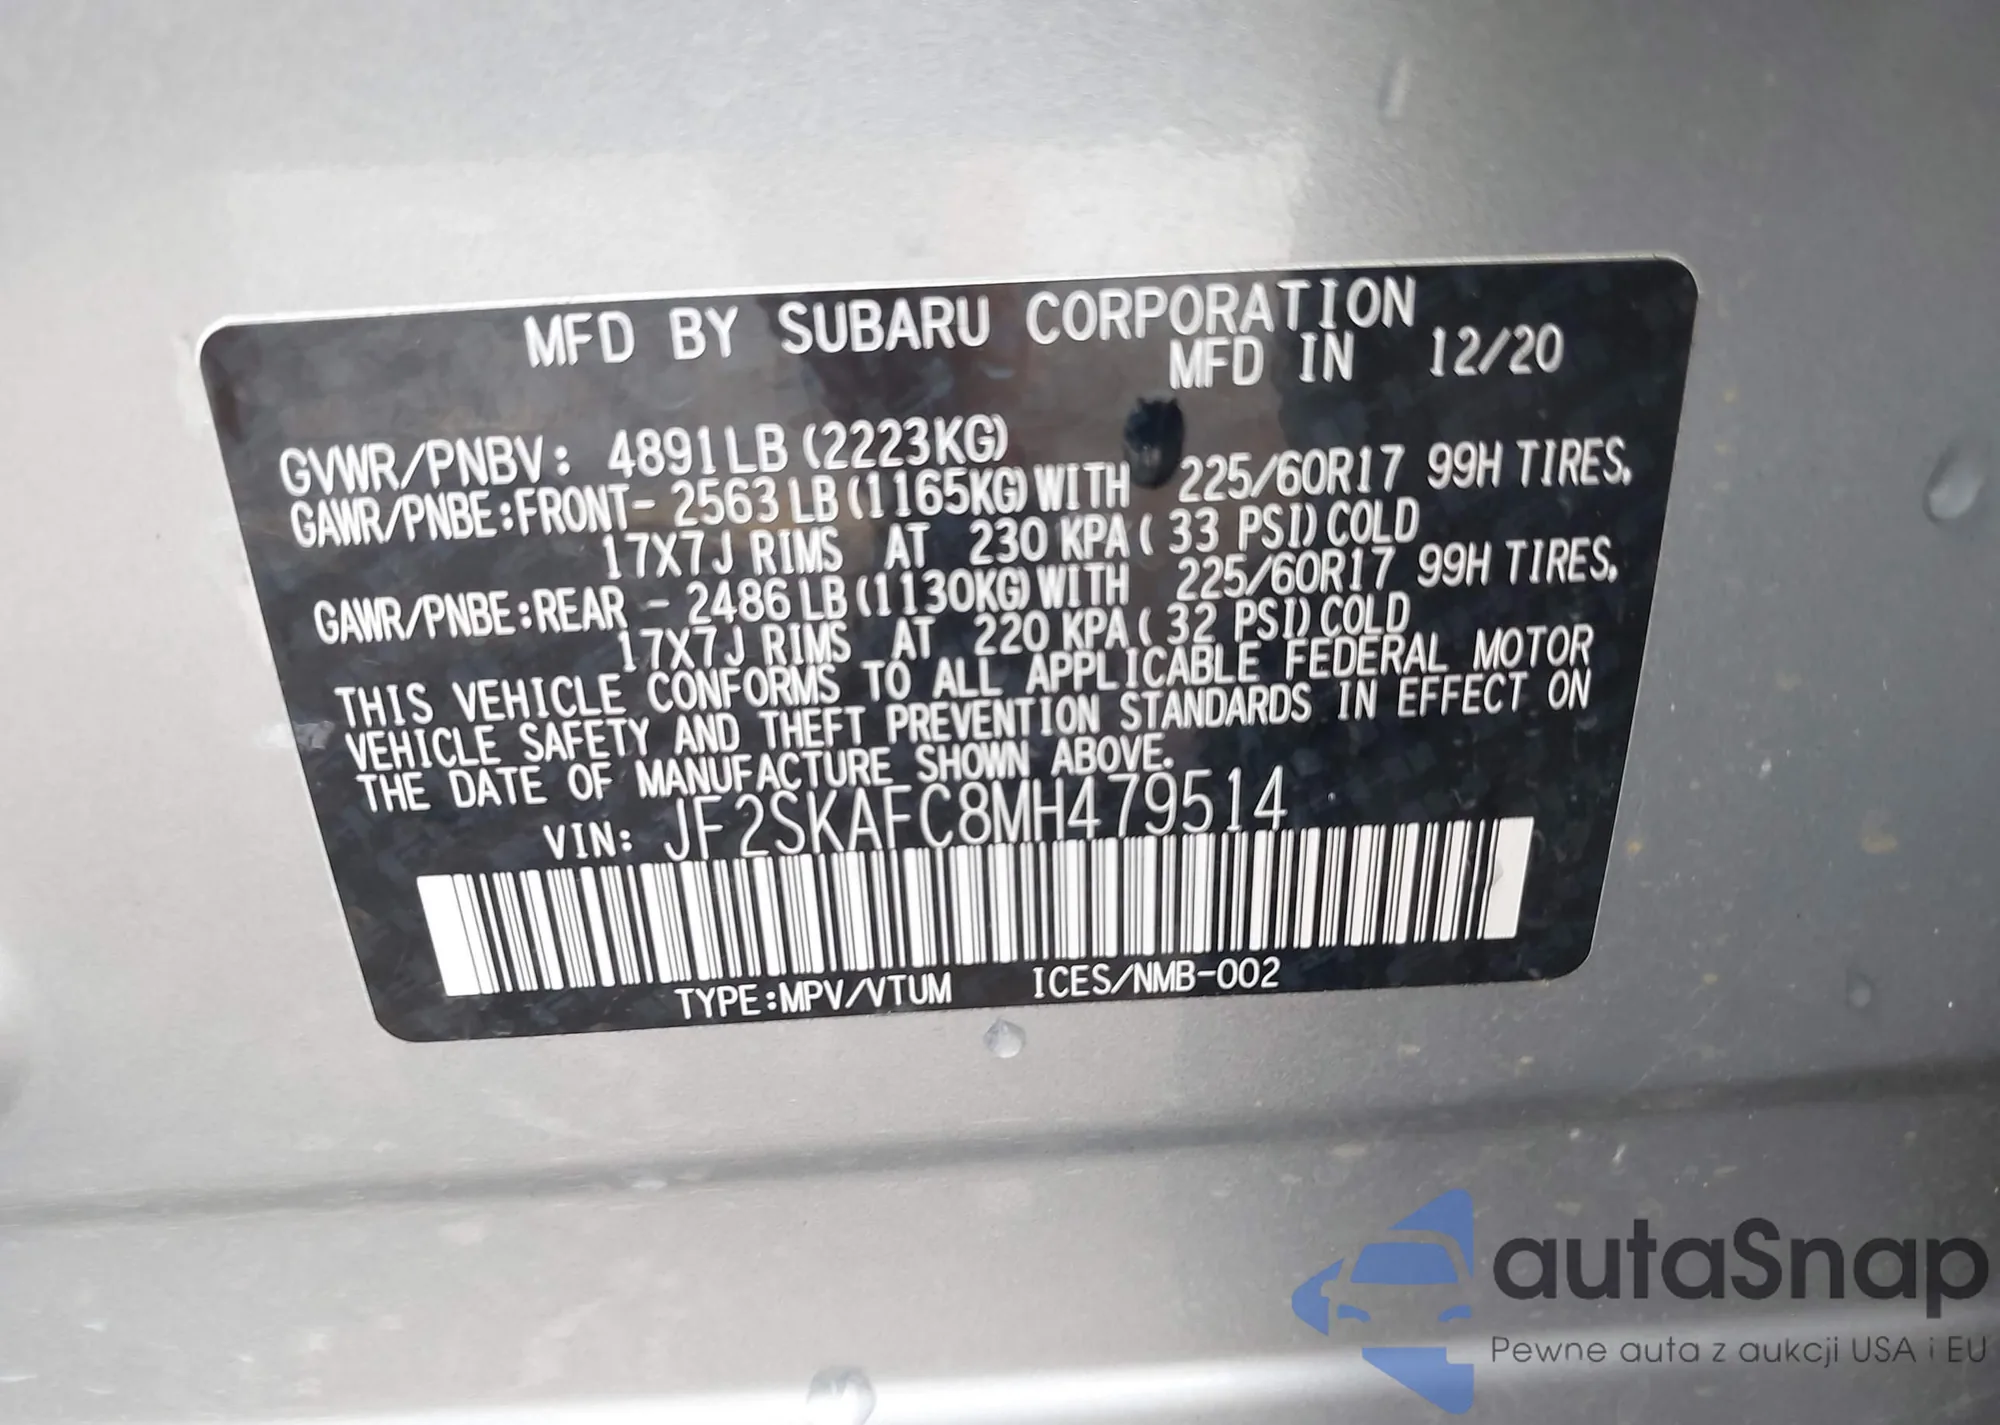 MFD BY SUBARU CORPORATION
MFD IN 12/20
GVWR/PNBV: 4891LB (2223KG)
GAWR/PNBE:FRONT- 2563LB (1165KG) WITH 225/60R17 99H TIRES,
17X7J RIMS AT 230 KPA( 33 PSI) COLD
GAWR/PNBE:REAR - 2486LB (1130KG) WITH 225/60R17 99H TIRES,
17X7J RIMS AT 220 KPA( 32 PSI) COLD
THIS VEHICLE CONFORMS TO ALL APPLICABLE FEDERAL MOTOR
VEHICLE SAFETY AND THEFT PREVENTION STANDARDS IN EFFECT ON
THE DATE OF MANUFACTURE SHOWN ABOVE.
VIN: JF2SKAFC8MH479514
TYPE:MPV/VTUM ICES/NMB-002
autaSnap
Pewne auta z aukcji USA i EU